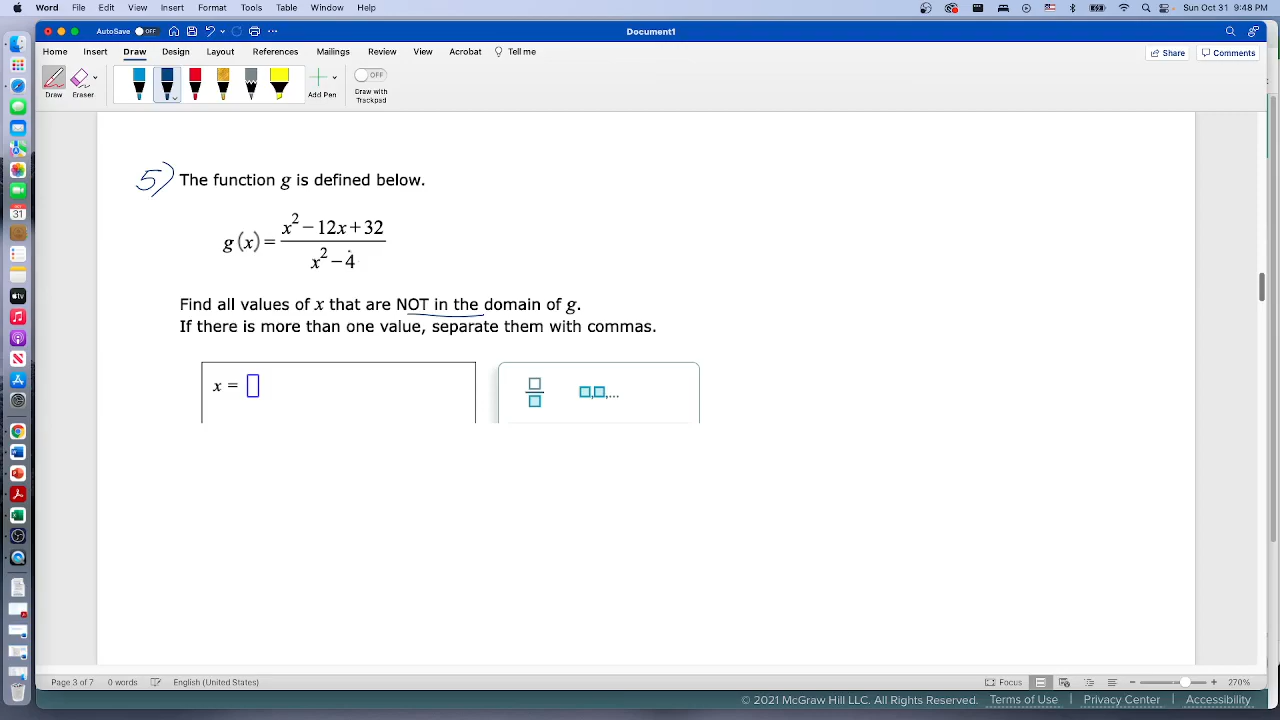 Word File Edit View Insert Format Tools Table Window Help Sun Oct 31 9:48 PM
AutoSave OFF Document1
Home Insert Draw Design Layout References Mailings Review View Acrobat Tell me Share Comments
Draw Eraser Add Pen OFF Draw with Trackpad
5) The function g is defined below.
g(x) = (x² − 12x + 32) / (x² − 4)
Find all values of x that are NOT in the domain of g.
If there is more than one value, separate them with commas.
x = □ □/□ □,□,...
31
tv
Page 3 of 7 0 words English (United States) Focus 270%
© 2021 McGraw Hill LLC. All Rights Reserved. Terms of Use | Privacy Center | Accessibility